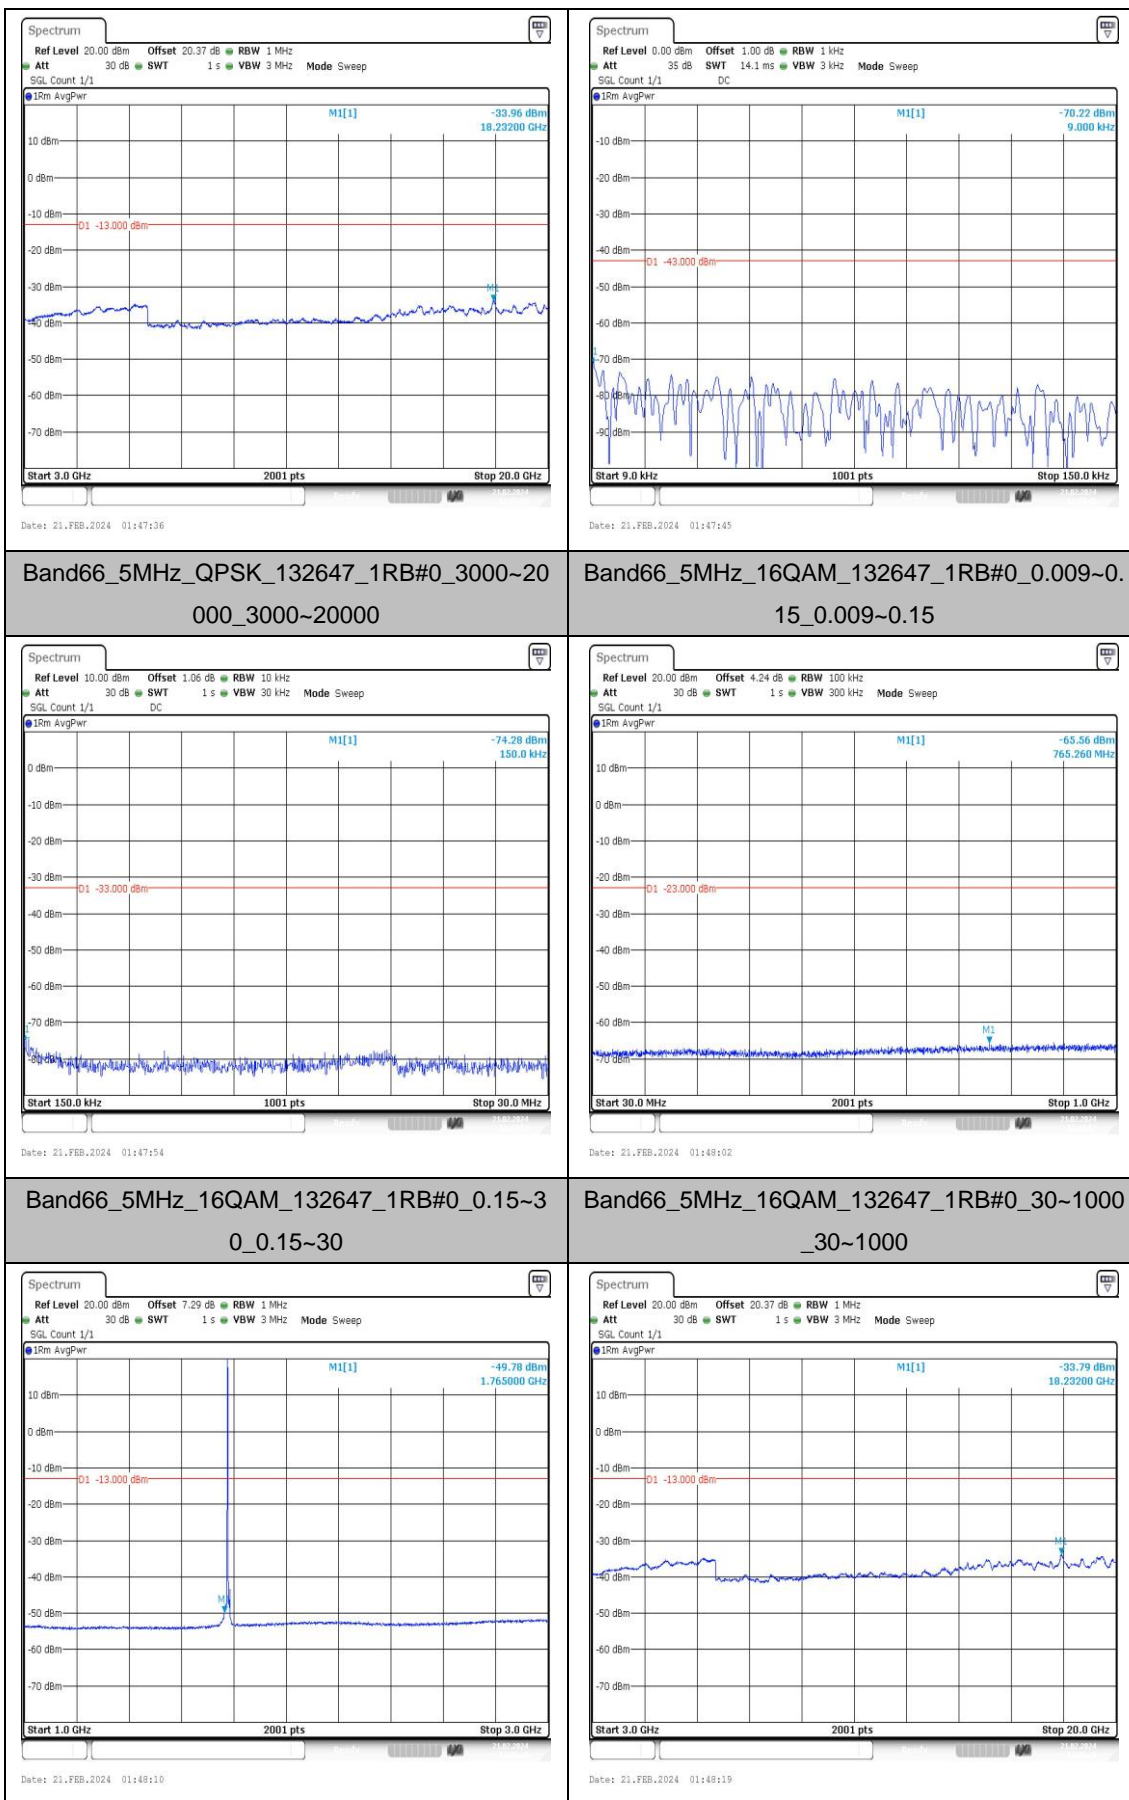 Spectrum
Ref Level 20.00 dBm Offset 20.37 dB RBW 1 MHz
Att 30 dB SWT 1 s VBW 3 MHz Mode Sweep
SGL Count 1/1
1Rm AvgPwr
M1[1] -33.96 dBm
18.23200 GHz
10 dBm
0 dBm
-10 dBm
D1 -13.000 dBm
-20 dBm
-30 dBm
M1
-40 dBm
-50 dBm
-60 dBm
-70 dBm
Start 3.0 GHz 2001 pts Stop 20.0 GHz
Date: 21.FEB.2024 01:47:36
Spectrum
Ref Level 0.00 dBm Offset 1.00 dB RBW 1 kHz
Att 35 dB SWT 14.1 ms VBW 3 kHz Mode Sweep
SGL Count 1/1 DC
1Rm AvgPwr
M1[1] -70.22 dBm
9.000 kHz
-10 dBm
-20 dBm
-30 dBm
-40 dBm
D1 -43.000 dBm
-50 dBm
-60 dBm
-70 dBm
-80 dBm
-90 dBm
Start 9.0 kHz 1001 pts Stop 150.0 kHz
Date: 21.FEB.2024 01:47:45
Band66_5MHz_QPSK_132647_1RB#0_3000~20
000_3000~20000
Band66_5MHz_16QAM_132647_1RB#0_0.009~0.
15_0.009~0.15
Spectrum
Ref Level 10.00 dBm Offset 1.06 dB RBW 10 kHz
Att 30 dB SWT 1 s VBW 30 kHz Mode Sweep
SGL Count 1/1 DC
1Rm AvgPwr
M1[1] -74.28 dBm
150.0 kHz
0 dBm
-10 dBm
-20 dBm
-30 dBm
D1 -33.000 dBm
-40 dBm
-50 dBm
-60 dBm
-70 dBm
-80 dBm
Start 150.0 kHz 1001 pts Stop 30.0 MHz
Date: 21.FEB.2024 01:47:54
Spectrum
Ref Level 20.00 dBm Offset 4.24 dB RBW 100 kHz
Att 30 dB SWT 1 s VBW 300 kHz Mode Sweep
SGL Count 1/1
1Rm AvgPwr
M1[1] -65.56 dBm
765.260 MHz
10 dBm
0 dBm
-10 dBm
-20 dBm
D1 -23.000 dBm
-30 dBm
-40 dBm
-50 dBm
-60 dBm
M1
-70 dBm
Start 30.0 MHz 2001 pts Stop 1.0 GHz
Date: 21.FEB.2024 01:48:02
Band66_5MHz_16QAM_132647_1RB#0_0.15~3
0_0.15~30
Band66_5MHz_16QAM_132647_1RB#0_30~1000
_30~1000
Spectrum
Ref Level 20.00 dBm Offset 7.29 dB RBW 1 MHz
Att 30 dB SWT 1 s VBW 3 MHz Mode Sweep
SGL Count 1/1
1Rm AvgPwr
M1[1] -49.78 dBm
1.765000 GHz
10 dBm
0 dBm
-10 dBm
D1 -13.000 dBm
-20 dBm
-30 dBm
-40 dBm
-50 dBm
-60 dBm
-70 dBm
Start 1.0 GHz 2001 pts Stop 3.0 GHz
Date: 21.FEB.2024 01:48:10
Spectrum
Ref Level 20.00 dBm Offset 20.37 dB RBW 1 MHz
Att 30 dB SWT 1 s VBW 3 MHz Mode Sweep
SGL Count 1/1
1Rm AvgPwr
M1[1] -33.79 dBm
18.23200 GHz
10 dBm
0 dBm
-10 dBm
D1 -13.000 dBm
-20 dBm
-30 dBm
M1
-40 dBm
-50 dBm
-60 dBm
-70 dBm
Start 3.0 GHz 2001 pts Stop 20.0 GHz
Date: 21.FEB.2024 01:48:19